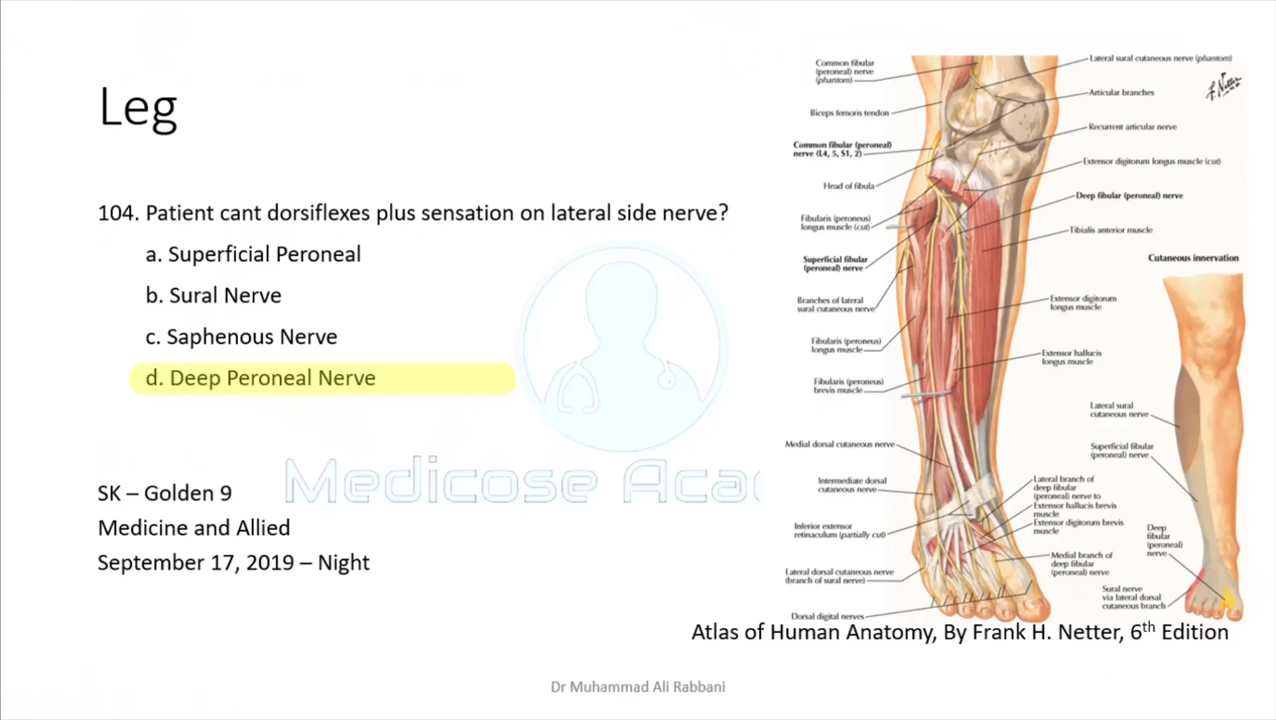 Leg
104. Patient cant dorsiflexes plus sensation on lateral side nerve?
a. Superficial Peroneal
b. Sural Nerve
c. Saphenous Nerve
d. Deep Peroneal Nerve
SK – Golden 9
Medicine and Allied
September 17, 2019 – Night
Medicose Aca
Common fibular
(peroneal) nerve
(phantom)
Biceps femoris tendon
Common fibular (peroneal)
nerve (L4, 5, S1, 2)
Head of fibula
Fibularis (peroneus)
longus muscle (cut)
Superficial fibular
(peroneal) nerve
Branches of lateral
sural cutaneous nerve
Fibularis (peroneus)
longus muscle
Fibularis (peroneus)
brevis muscle
Medial dorsal cutaneous nerve
Intermediate dorsal
cutaneous nerve
Inferior extensor
retinaculum (partially cut)
Lateral dorsal cutaneous nerve
(branch of sural nerve)
Dorsal digital nerves
Lateral sural cutaneous nerve (phantom)
F. Netter
Articular branches
Recurrent articular nerve
Extensor digitorum longus muscle (cut)
Deep fibular (peroneal) nerve
Tibialis anterior muscle
Extensor digitorum
longus muscle
Extensor hallucis
longus muscle
Lateral branch of
deep fibular
(peroneal) nerve to
Extensor hallucis brevis
muscle
Extensor digitorum brevis
muscle
Medial branch of
deep fibular
(peroneal) nerve
Cutaneous innervation
Lateral sural
cutaneous nerve
Superficial fibular
(peroneal) nerve
Deep
fibular
(peroneal)
nerve
Sural nerve
via lateral dorsal
cutaneous branch
Atlas of Human Anatomy, By Frank H. Netter, 6th Edition
Dr Muhammad Ali Rabbani